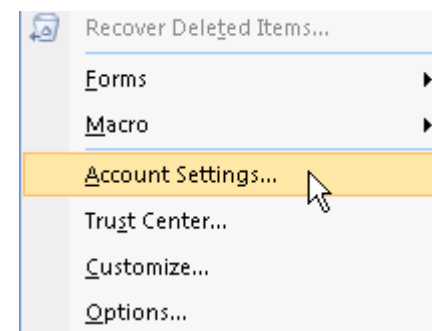 Recover Deleted Items...
Forms
Macro
Account Settings...
Trust Center...
Customize...
Options...